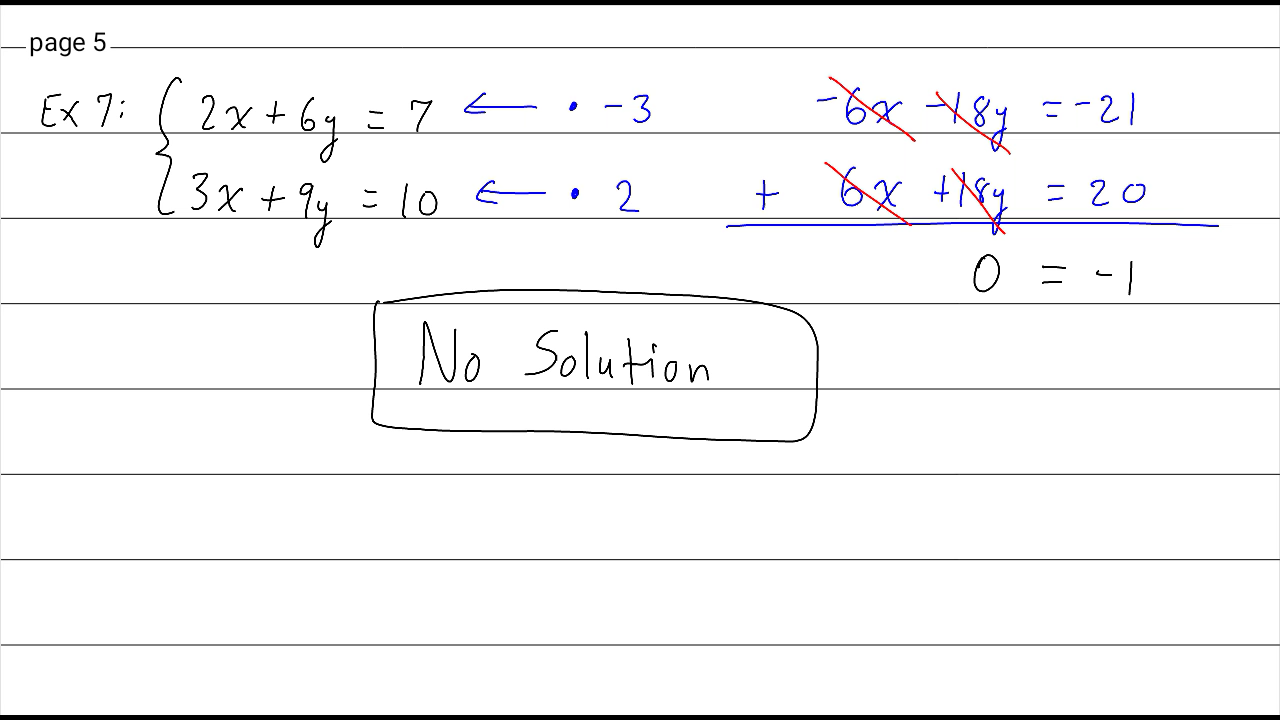 page 5
Ex 7: { 2x + 6y = 7 ← • -3 -6x -18y = -21
3x + 9y = 10 ← • 2 + 6x +18y = 20
0 = -1
No Solution